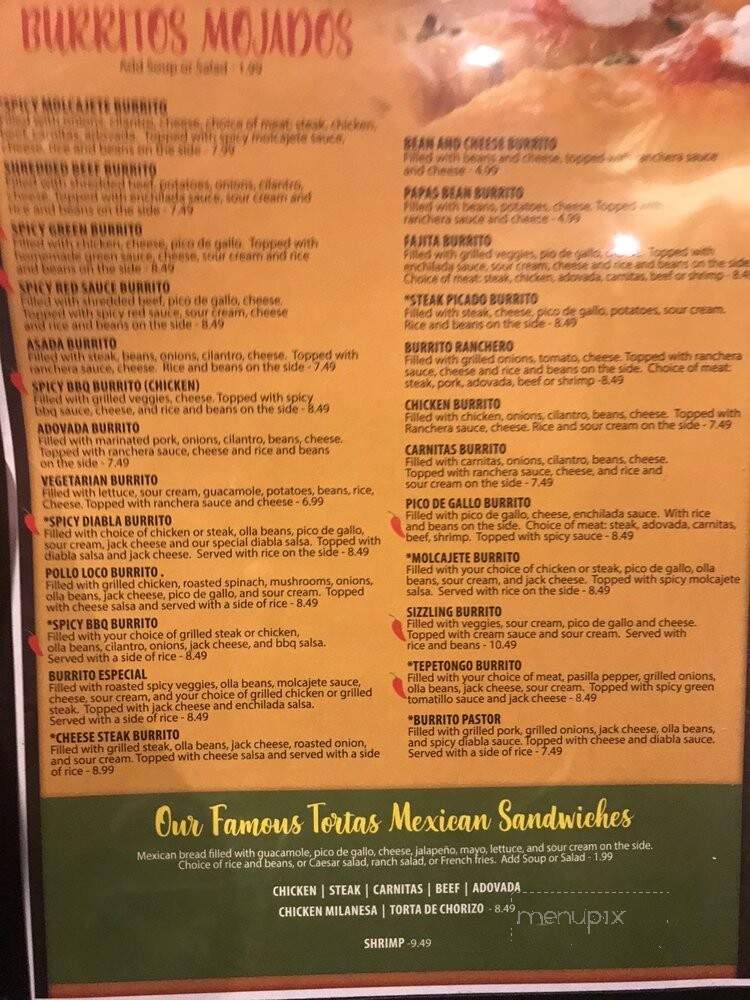 BURRITOS MOJADOS
Add Soup or Salad - 1.99
SPICY MOLCAJETE BURRITO
Filled with onions, cilantro, cheese, choice of meat: steak, chicken,
beef, carnitas, adovada. Topped with spicy molcajete sauce,
cheese, rice and beans on the side - 7.99
SHREDDED BEEF BURRITO
Filled with shredded beef, potatoes, onions, cilantro,
cheese. Topped with enchilada sauce, sour cream and
rice and beans on the side - 7.49
SPICY GREEN BURRITO
Filled with chicken, cheese, pico de gallo. Topped with
homemade green sauce, cheese, sour cream and rice
and beans on the side - 8.49
SPICY RED SAUCE BURRITO
Filled with shredded beef, pico de gallo, cheese.
Topped with spicy red sauce, sour cream, cheese
and rice and beans on the side - 8.49
ASADA BURRITO
Filled with steak, beans, onions, cilantro, cheese. Topped with
ranchera sauce, cheese. Rice and beans on the side - 7.49
SPICY BBQ BURRITO (CHICKEN)
Filled with grilled veggies, cheese. Topped with spicy
bbq sauce, cheese, and rice and beans on the side - 8.49
ADOVADA BURRITO
Filled with marinated pork, onions, cilantro, beans, cheese.
Topped with ranchera sauce, cheese and rice and beans
on the side - 7.49
VEGETARIAN BURRITO
Filled with lettuce, sour cream, guacamole, potatoes, beans, rice,
Cheese. Topped with ranchera sauce and cheese - 6.99
*SPICY DIABLA BURRITO
Filled with choice of chicken or steak, olla beans, pico de gallo,
sour cream, jack cheese and our special diabla salsa. Topped with
diabla salsa and jack cheese. Served with rice on the side - 8.49
POLLO LOCO BURRITO .
Filled with grilled chicken, roasted spinach, mushrooms, onions,
olla beans, jack cheese, pico de gallo, and sour cream. Topped
with cheese salsa and served with a side of rice - 8.49
*SPICY BBQ BURRITO
Filled with your choice of grilled steak or chicken,
olla beans, cilantro, onions, jack cheese, and bbq salsa.
Served with a side of rice - 8.49
BURRITO ESPECIAL
Filled with roasted spicy veggies, olla beans, molcajete sauce,
cheese, sour cream, and your choice of grilled chicken or grilled
steak. Topped with jack cheese and enchilada salsa.
Served with a side of rice - 8.49
*CHEESE STEAK BURRITO
Filled with grilled steak, olla beans, jack cheese, roasted onion,
and sour cream. Topped with cheese salsa and served with a side
of rice - 8.99
BEAN AND CHEESE BURRITO
Filled with beans and cheese, topped with ranchera sauce
and cheese - 4.99
PAPAS BEAN BURRITO
Filled with beans, potatoes, cheese. Topped with
ranchera sauce and cheese - 4.99
FAJITA BURRITO
Filled with grilled veggies, pio de gallo, Topped with
enchilada sauce, sour cream, cheese and rice and beans on the side
Choice of meat: steak, chicken, adovada, carnitas, beef or shrimp - 8.4
*STEAK PICADO BURRITO
Filled with steak, cheese, pico de gallo, potatoes, sour cream.
Rice and beans on the side - 8.49
BURRITO RANCHERO
Filled with grilled onions, tomato, cheese. Topped with ranchera
sauce, cheese and rice and beans on the side. Choice of meat:
steak, pork, adovada, beef or shrimp -8.49
CHICKEN BURRITO
Filled with chicken, onions, cilantro, beans, cheese. Topped with
Ranchera sauce, cheese. Rice and sour cream on the side - 7.49
CARNITAS BURRITO
Filled with carnitas, onions, cilantro, beans, cheese.
Topped with ranchera sauce, cheese, and rice and
sour cream on the side - 7.49
PICO DE GALLO BURRITO
Filled with pico de gallo, cheese, enchilada sauce. With rice
and beans on the side. Choice of meat: steak, adovada, carnitas,
beef, shrimp. Topped with spicy sauce - 8.49
*MOLCAJETE BURRITO
Filled with your choice of chicken or steak, pico de gallo, olla
beans, sour cream, and jack cheese. Topped with spicy molcajete
salsa. Served with rice on the side - 8.49
SIZZLING BURRITO
Filled with veggies, sour cream, pico de gallo and cheese.
Topped with cream sauce and sour cream. Served with
rice and beans - 10.49
*TEPETONGO BURRITO
Filled with your choice of meat, pasilla pepper, grilled onions,
olla beans, jack cheese, sour cream. Topped with spicy green
tomatillo sauce and jack cheese - 8.49
*BURRITO PASTOR
Filled with grilled pork, grilled onions, jack cheese, olla beans,
and spicy diabla sauce. Topped with cheese and diabla sauce.
Served with a side of rice - 7.49
Our Famous Tortas Mexican Sandwiches
Mexican bread filled with guacamole, pico de gallo, cheese, jalapeño, mayo, lettuce, and sour cream on the side.
Choice of rice and beans, or Caesar salad, ranch salad, or French fries. Add Soup or Salad - 1.99
CHICKEN | STEAK | CARNITAS | BEEF | ADOVADA
CHICKEN MILANESA | TORTA DE CHORIZO - 8.49
SHRIMP -9.49
menupix